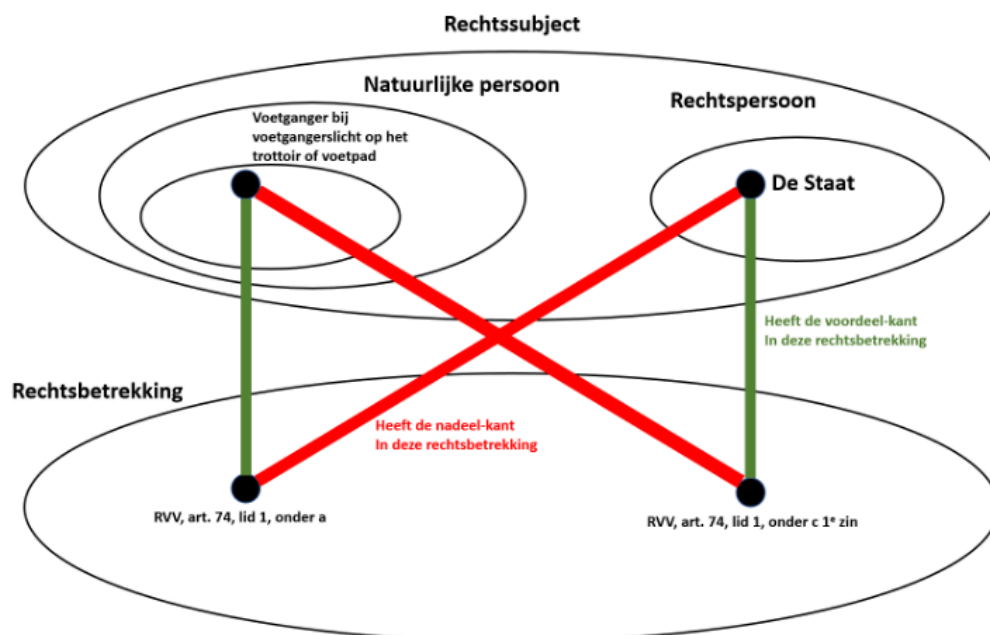 Rechtssubject
Natuurlijke persoon
Rechtspersoon
Voetganger bij
voetgangerslicht op het
trottoir of voetpad
De Staat
Heeft de voordeel-kant
In deze rechtsbetrekking
Rechtsbetrekking
Heeft de nadeel-kant
In deze rechtsbetrekking
RVV, art. 74, lid 1, onder a
RVV, art. 74, lid 1, onder c 1e zin